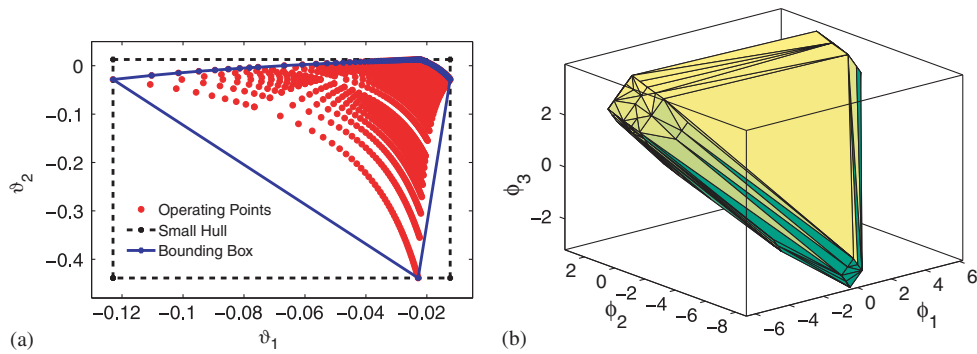 0
−0.1
−0.2
−0.3
−0.4
ϑ2
Operating Points
Small Hull
Bounding Box
−0.12 −0.1 −0.08 −0.06 −0.04 −0.02
(a)
ϑ1
2
0
−2
ϕ3
2 0 −2 −4 −6 −8
ϕ2
−6 −4 −2 0 2 4 6
ϕ1
(b)